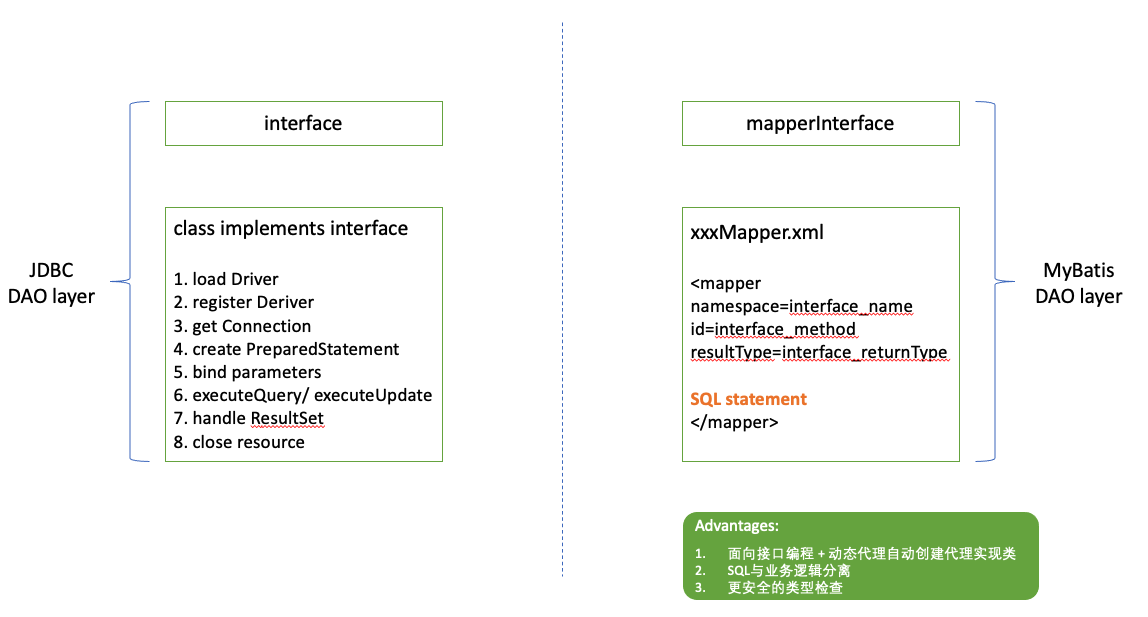 interface
class implements interface
1. load Driver
2. register Deriver
3. get Connection
4. create PreparedStatement
5. bind parameters
6. executeQuery/ executeUpdate
7. handle ResultSet
8. close resource
JDBC
DAO layer
mapperInterface
xxxMapper.xml
<mapper
namespace=interface_name
id=interface_method
resultType=interface_returnType
SQL statement
</mapper>
MyBatis
DAO layer
Advantages:
1. 面向接口编程 + 动态代理自动创建代理实现类
2. SQL与业务逻辑分离
3. 更安全的类型检查